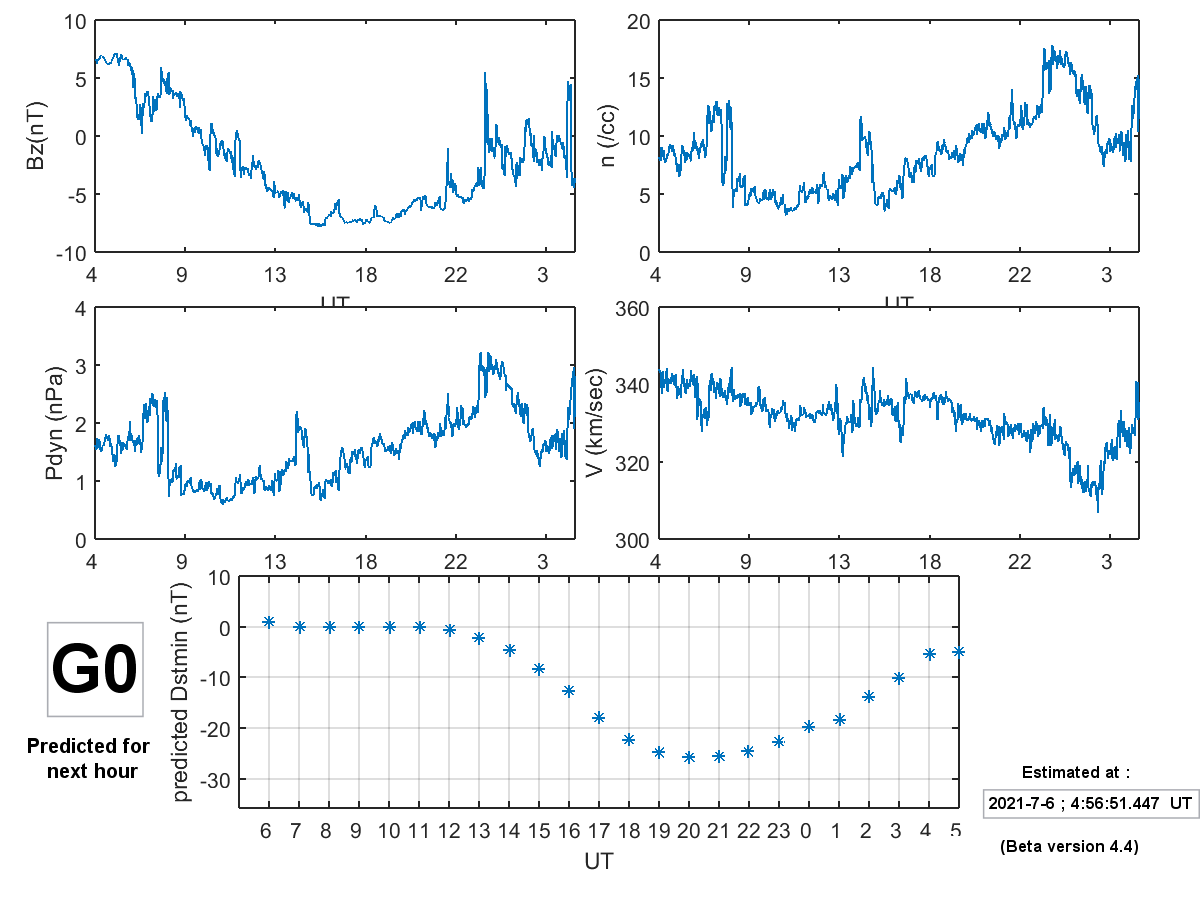 10
5
0
-5
-10
Bz(nT)
4 9 13 18 22 3
UT
20
15
10
5
0
n (/cc)
4 9 13 18 22 3
UT
4
3
2
1
0
Pdyn (nPa)
4 9 13 18 22 3
360
340
320
300
V (km/sec)
4 9 13 18 22 3
10
0
-10
-20
-30
predicted Dstmin (nT)
6 7 8 9 10 11 12 13 14 15 16 17 18 19 20 21 22 23 0 1 2 3 4 5
UT
G0
Predicted for
next hour
Estimated at :
2021-7-6 ; 4:56:51.447 UT
(Beta version 4.4)